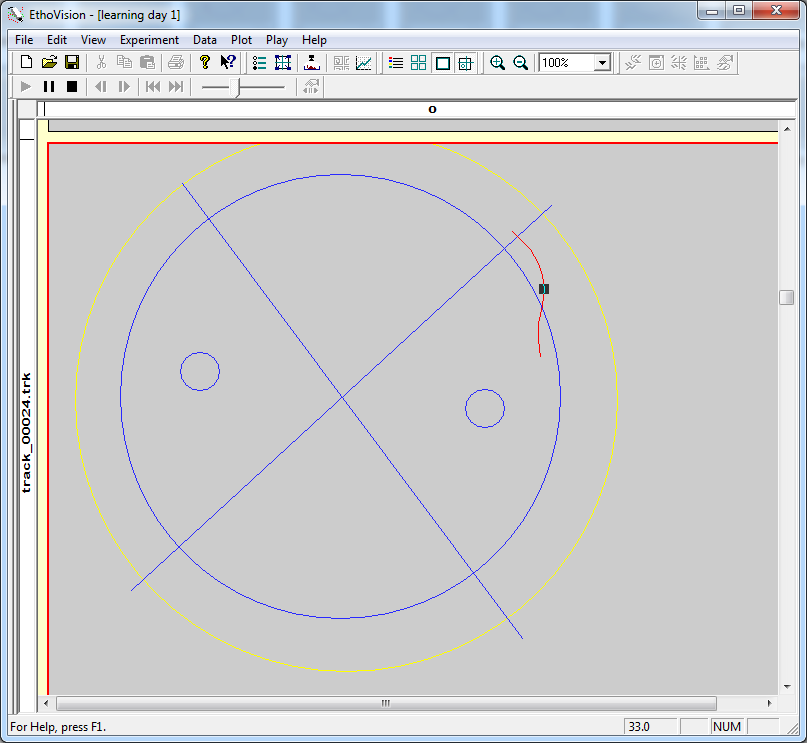 EthoVision - [learning day 1]
File Edit View Experiment Data Plot Play Help
100%
o
track_00024.trk
For Help, press F1.
33.0
NUM